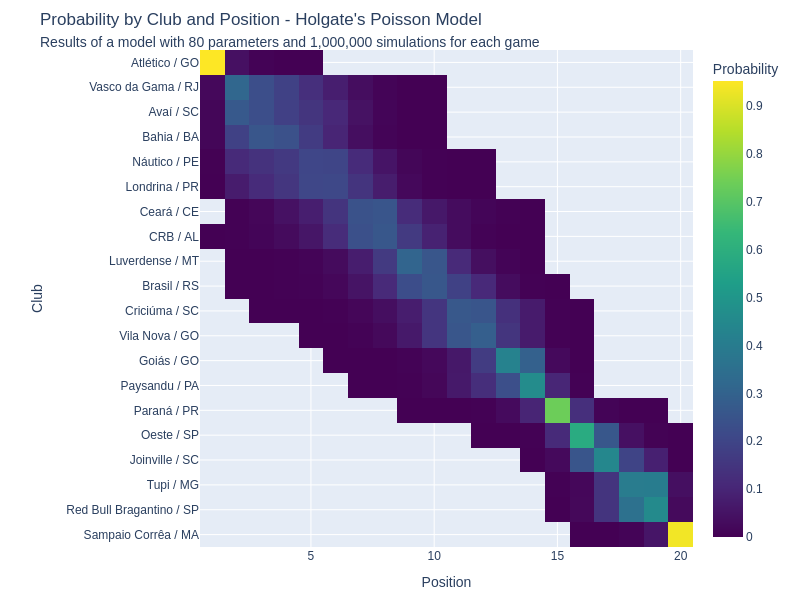 Probability by Club and Position - Holgate's Poisson Model
Results of a model with 80 parameters and 1,000,000 simulations for each game
Probability
Atlético / GO
Vasco da Gama / RJ
Avaí / SC
Bahia / BA
Náutico / PE
Londrina / PR
Ceará / CE
CRB / AL
Luverdense / MT
Brasil / RS
Criciúma / SC
Vila Nova / GO
Goiás / GO
Paysandu / PA
Paraná / PR
Oeste / SP
Joinville / SC
Tupi / MG
Red Bull Bragantino / SP
Sampaio Corrêa / MA
Club
5
10
15
20
Position
0.9
0.8
0.7
0.6
0.5
0.4
0.3
0.2
0.1
0